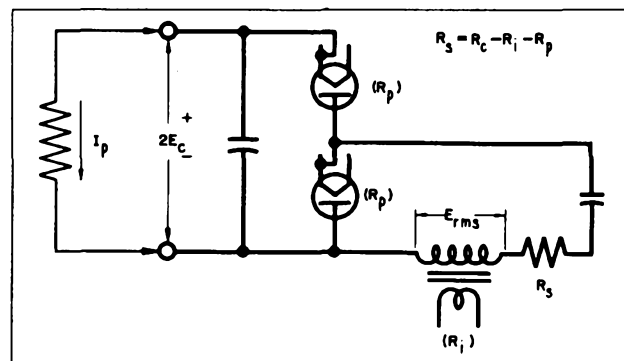 R_s = R_c - R_i - R_p
(R_p)
I_p
2E_c
+
-
(R_p)
E_rms
R_s
(R_i)